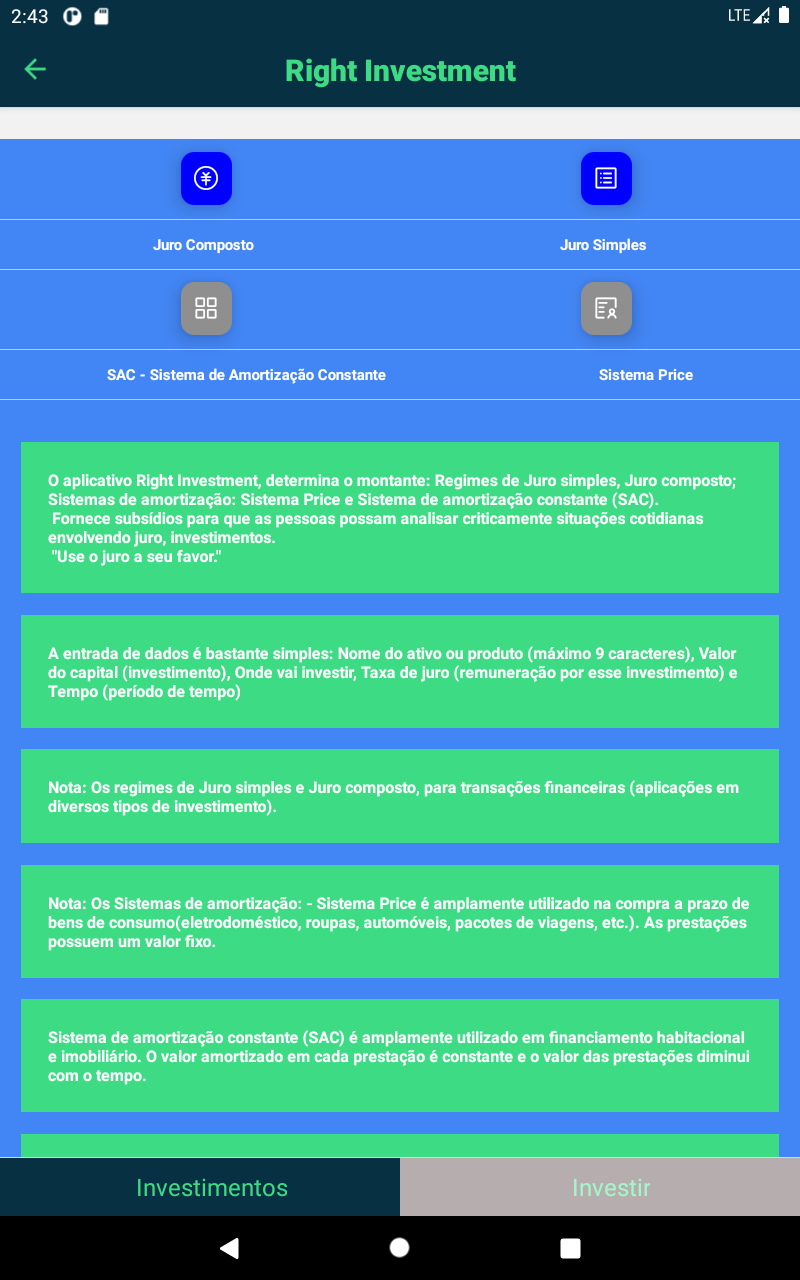 2:43
LTE
Right Investment
Juro Composto
Juro Simples
SAC - Sistema de Amortização Constante
Sistema Price
O aplicativo Right Investment, determina o montante: Regimes de Juro simples, Juro composto;
Sistemas de amortização: Sistema Price e Sistema de amortização constante (SAC).
Fornece subsídios para que as pessoas possam analisar criticamente situações cotidianas
envolvendo juro, investimentos.
"Use o juro a seu favor."
A entrada de dados é bastante simples: Nome do ativo ou produto (máximo 9 caracteres), Valor
do capital (investimento), Onde vai investir, Taxa de juro (remuneração por esse investimento) e
Tempo (período de tempo)
Nota: Os regimes de Juro simples e Juro composto, para transações financeiras (aplicações em
diversos tipos de investimento).
Nota: Os Sistemas de amortização: - Sistema Price é amplamente utilizado na compra a prazo de
bens de consumo(eletrodoméstico, roupas, automóveis, pacotes de viagens, etc.). As prestações
possuem um valor fixo.
Sistema de amortização constante (SAC) é amplamente utilizado em financiamento habitacional
e imobiliário. O valor amortizado em cada prestação é constante e o valor das prestações diminui
com o tempo.
Investimentos
Investir